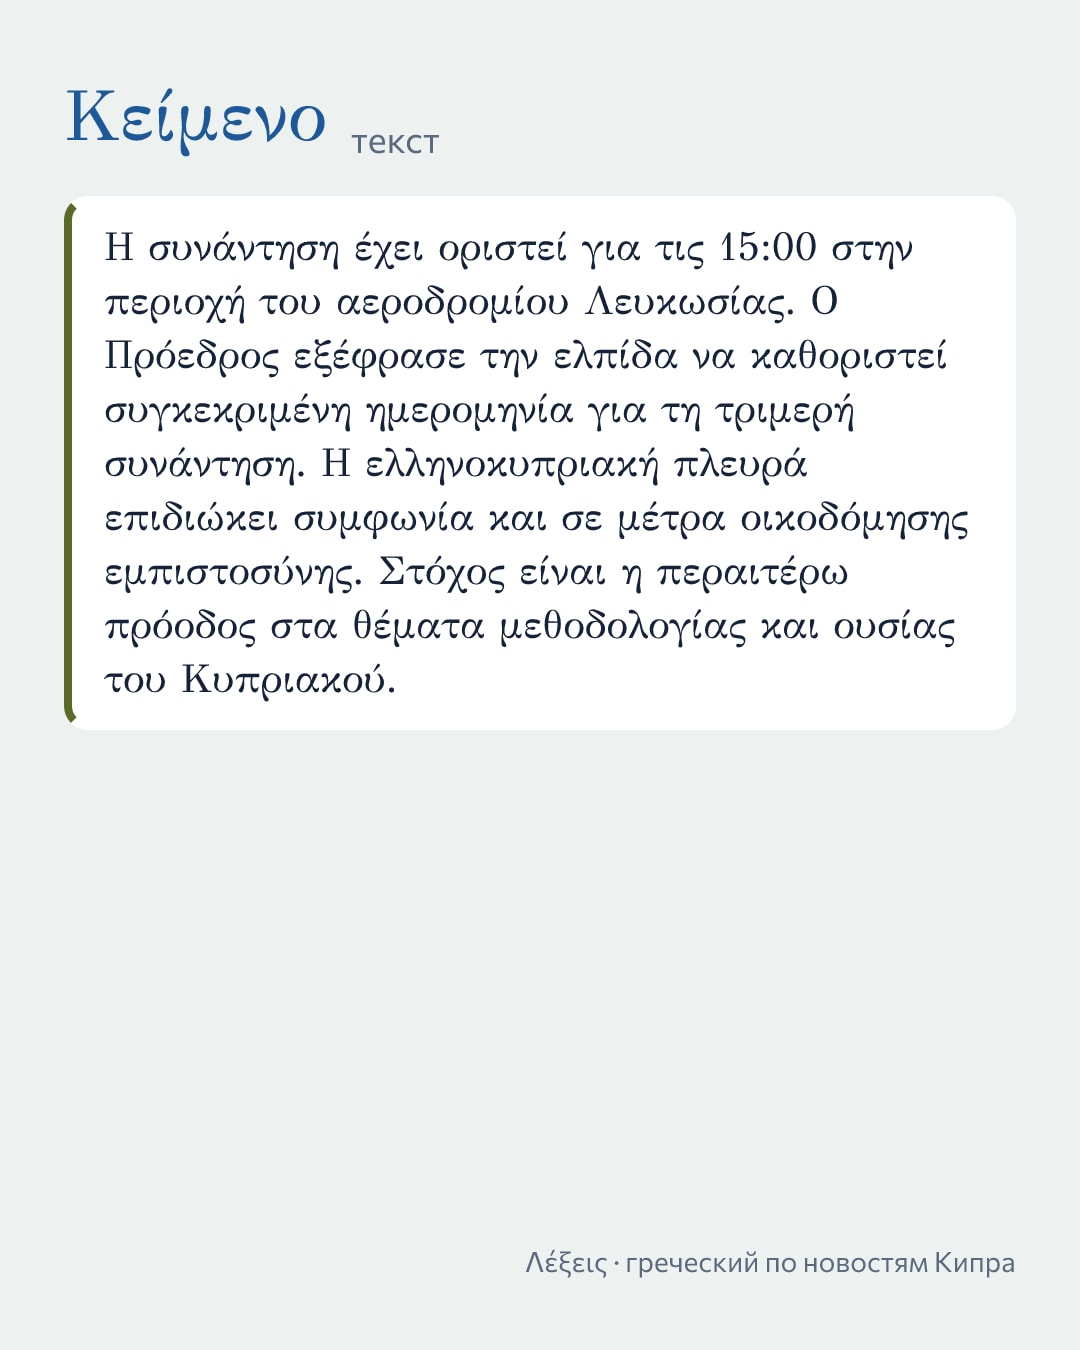 Κείμενο текст
Η συνάντηση έχει οριστεί για τις 15:00 στην
περιοχή του αεροδρομίου Λευκωσίας. Ο
Πρόεδρος εξέφρασε την ελπίδα να καθοριστεί
συγκεκριμένη ημερομηνία για τη τριμερή
συνάντηση. Η ελληνοκυπριακή πλευρά
επιδιώκει συμφωνία και σε μέτρα οικοδόμησης
εμπιστοσύνης. Στόχος είναι η περαιτέρω
πρόοδος στα θέματα μεθοδολογίας και ουσίας
του Κυπριακού.
Λέξεις · греческий по новостям Кипра